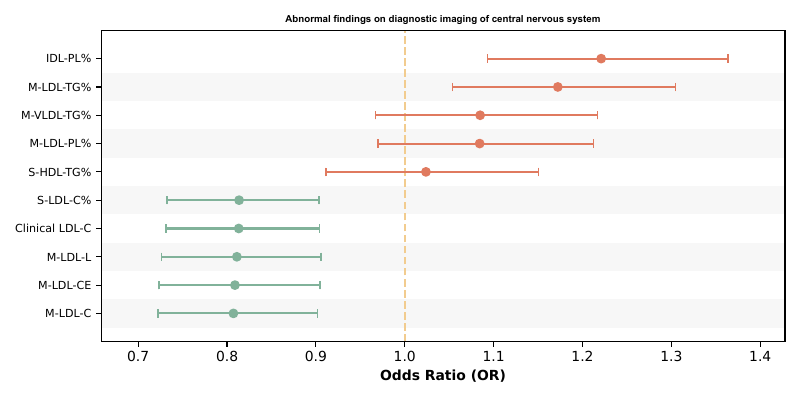 Abnormal findings on diagnostic imaging of central nervous system
IDL-PL%
M-LDL-TG%
M-VLDL-TG%
M-LDL-PL%
S-HDL-TG%
S-LDL-C%
Clinical LDL-C
M-LDL-L
M-LDL-CE
M-LDL-C
0.7 0.8 0.9 1.0 1.1 1.2 1.3 1.4
Odds Ratio (OR)